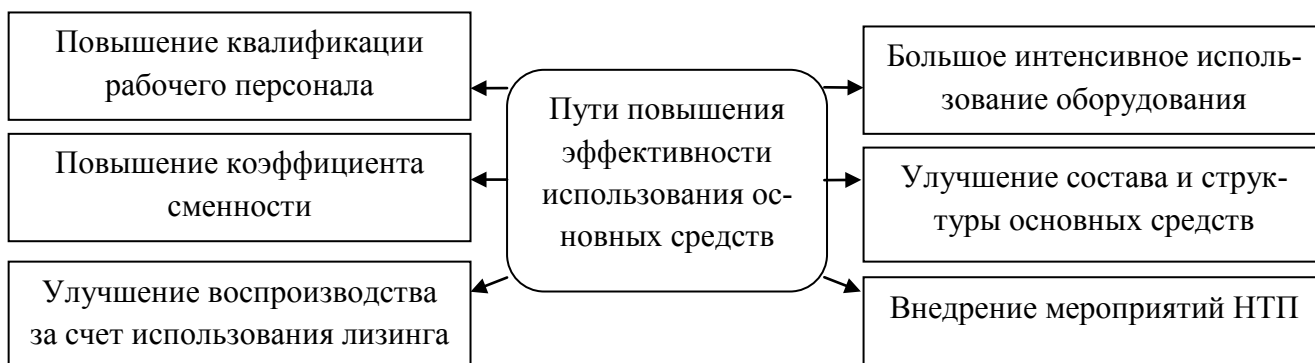 Повышение квалификации
рабочего персонала
Повышение коэффициента
сменности
Улучшение воспроизводства
за счет использования лизинга
Пути повышения
эффективности
использования ос-
новных средств
Большое интенсивное исполь-
зование оборудования
Улучшение состава и струк-
туры основных средств
Внедрение мероприятий НТП